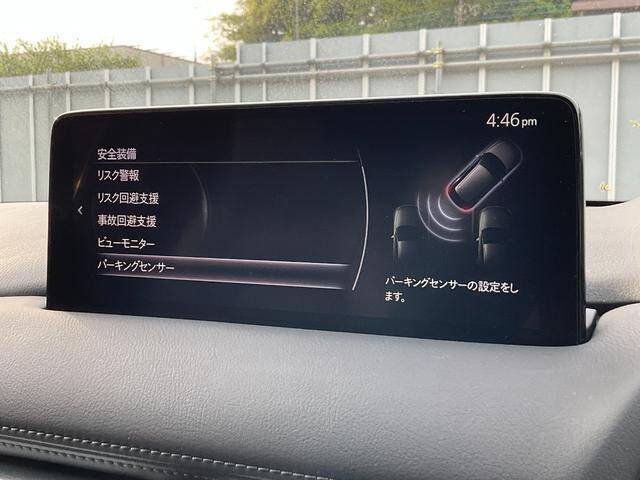 4:46pm
安全装備
リスク警報
リスク回避支援
事故回避支援
ビューモニター
パーキングセンサー
パーキングセンサーの設定をし
ます。